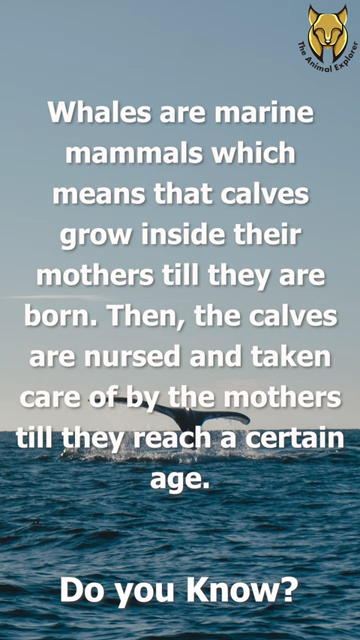 The Animal Explorer
Whales are marine
mammals which
means that calves
grow inside their
mothers till they are
born. Then, the calves
are nursed and taken
care of by the mothers
till they reach a certain
age.
Do you Know?